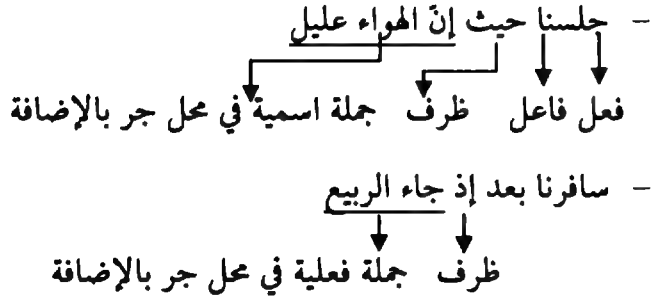 - جلسنا حيث إنّ الهواء عليل
فعل فاعل ظرف جملة اسمية في محل جر بالإضافة
- سافرنا بعد إذ جاء الربيع
ظرف جملة فعلية في محل جر بالإضافة